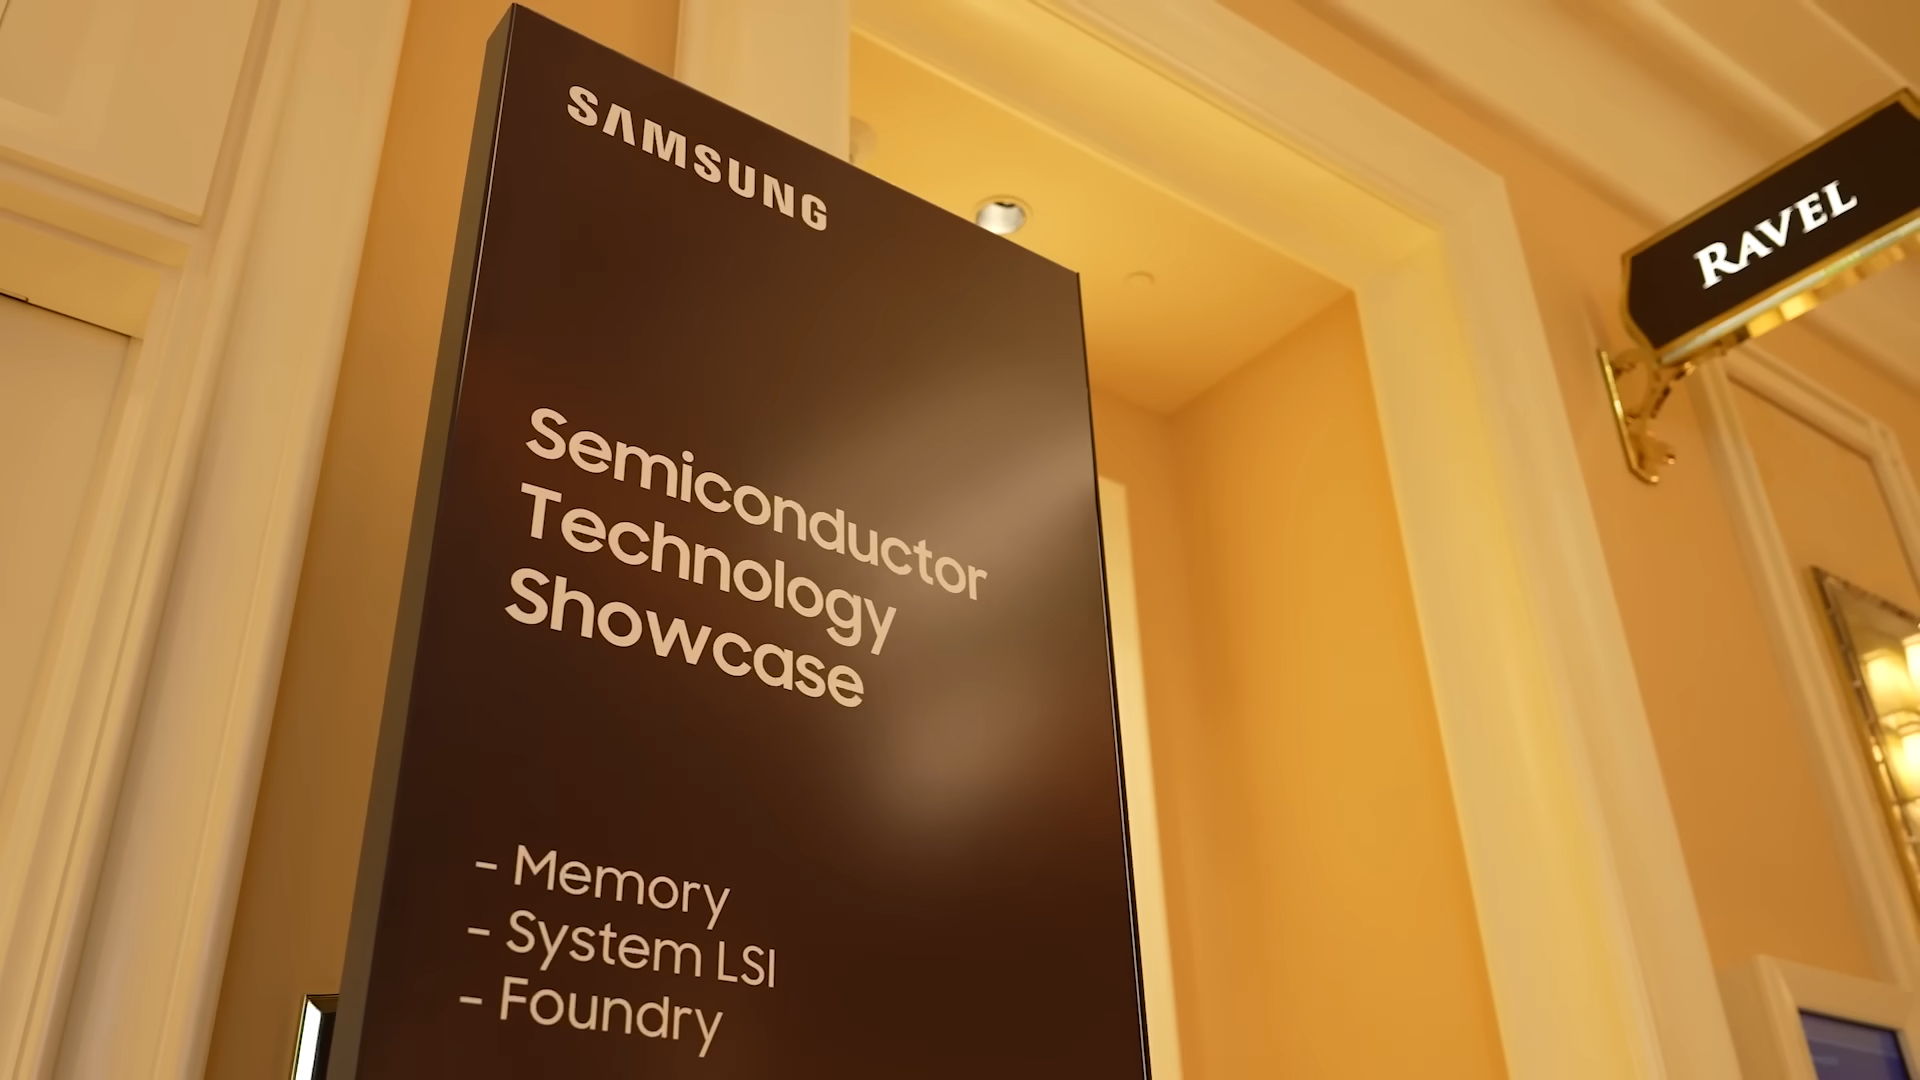 SAMSUNG
Semiconductor
Technology
Showcase
- Memory
- System LSI
- Foundry
RAVEL